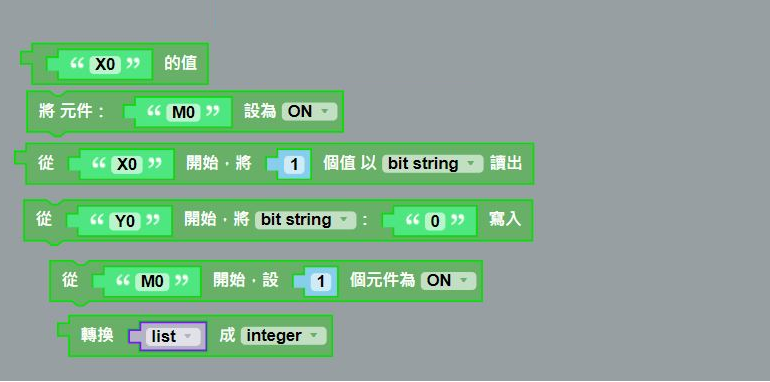 “ X0 ” 的值
將 元件： “ M0 ” 設為 ON
從 “ X0 ” 開始，將 1 個值 以 bit string 讀出
從 “ Y0 ” 開始，將 bit string ： “ 0 ” 寫入
從 “ M0 ” 開始，設 1 個元件為 ON
轉換 list 成 integer